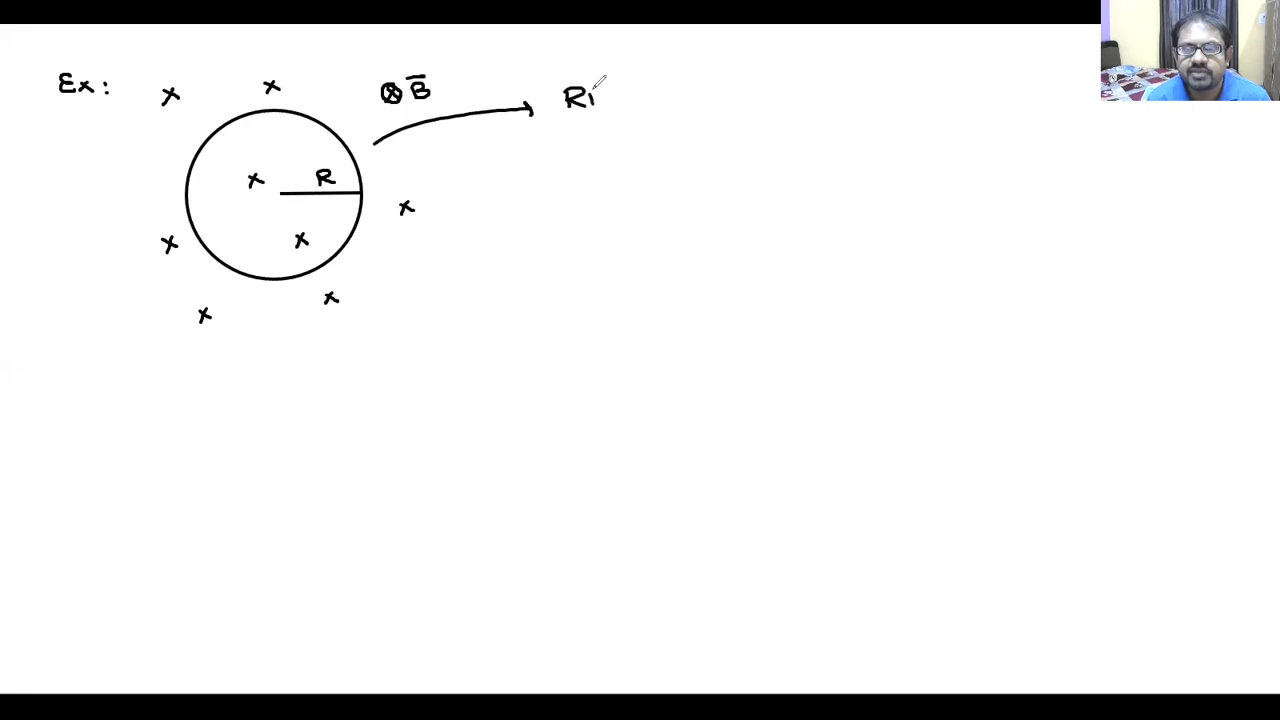 Ex:
x x ⊗ B̅ Ri
x R
x
x x
x x